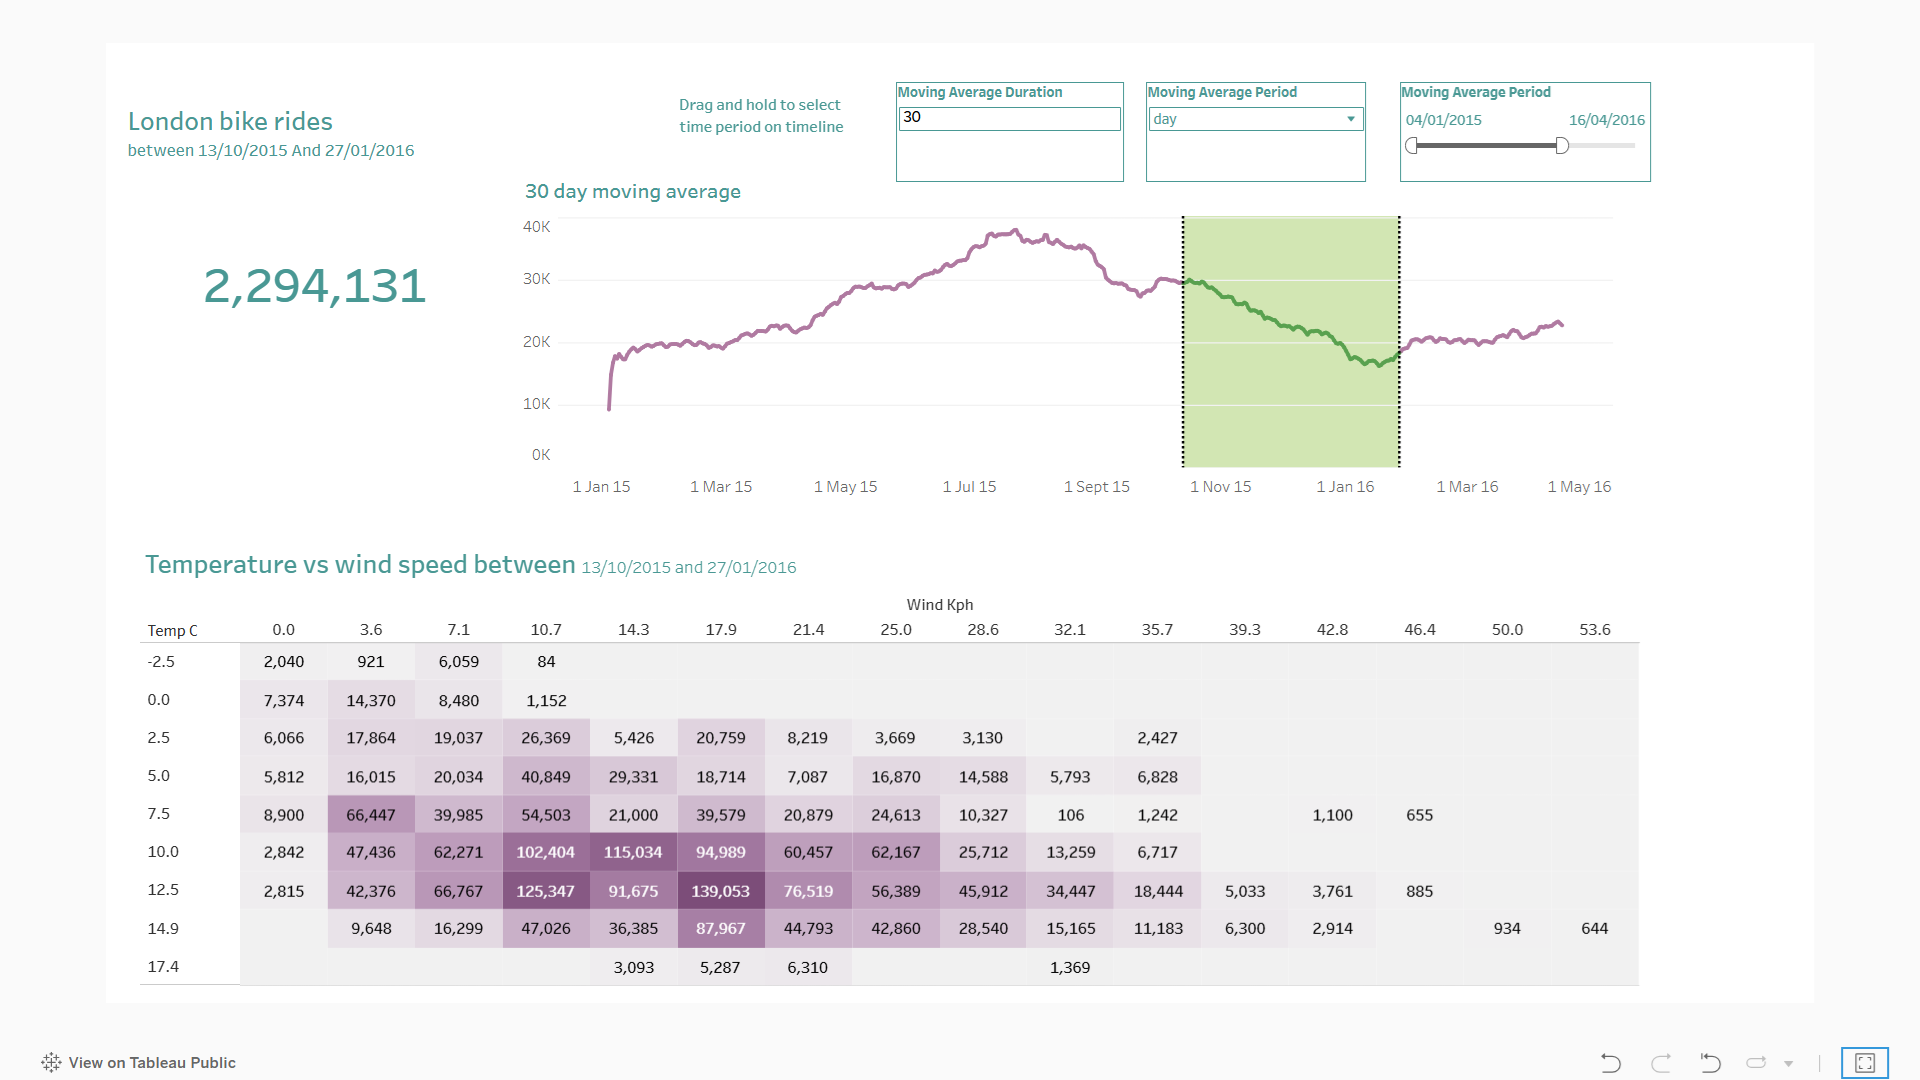 London bike rides
between 13/10/2015 And 27/01/2016
Drag and hold to select
time period on timeline
Moving Average Duration
30
Moving Average Period
day
Moving Average Period
04/01/2015 16/04/2016
2,294,131
30 day moving average
40K
30K
20K
10K
0K
1 Jan 15 1 Mar 15 1 May 15 1 Jul 15 1 Sept 15 1 Nov 15 1 Jan 16 1 Mar 16 1 May 16
Temperature vs wind speed between 13/10/2015 and 27/01/2016
Wind Kph
Temp C 0.0 3.6 7.1 10.7 14.3 17.9 21.4 25.0 28.6 32.1 35.7 39.3 42.8 46.4 50.0 53.6
-2.5 2,040 921 6,059 84
0.0 7,374 14,370 8,480 1,152
2.5 6,066 17,864 19,037 26,369 5,426 20,759 8,219 3,669 3,130 2,427
5.0 5,812 16,015 20,034 40,849 29,331 18,714 7,087 16,870 14,588 5,793 6,828
7.5 8,900 66,447 39,985 54,503 21,000 39,579 20,879 24,613 10,327 106 1,242 1,100 655
10.0 2,842 47,436 62,271 102,404 115,034 94,989 60,457 62,167 25,712 13,259 6,717
12.5 2,815 42,376 66,767 125,347 91,675 139,053 76,519 56,389 45,912 34,447 18,444 5,033 3,761 885
14.9 9,648 16,299 47,026 36,385 87,967 44,793 42,860 28,540 15,165 11,183 6,300 2,914 934 644
17.4 3,093 5,287 6,310 1,369
View on Tableau Public